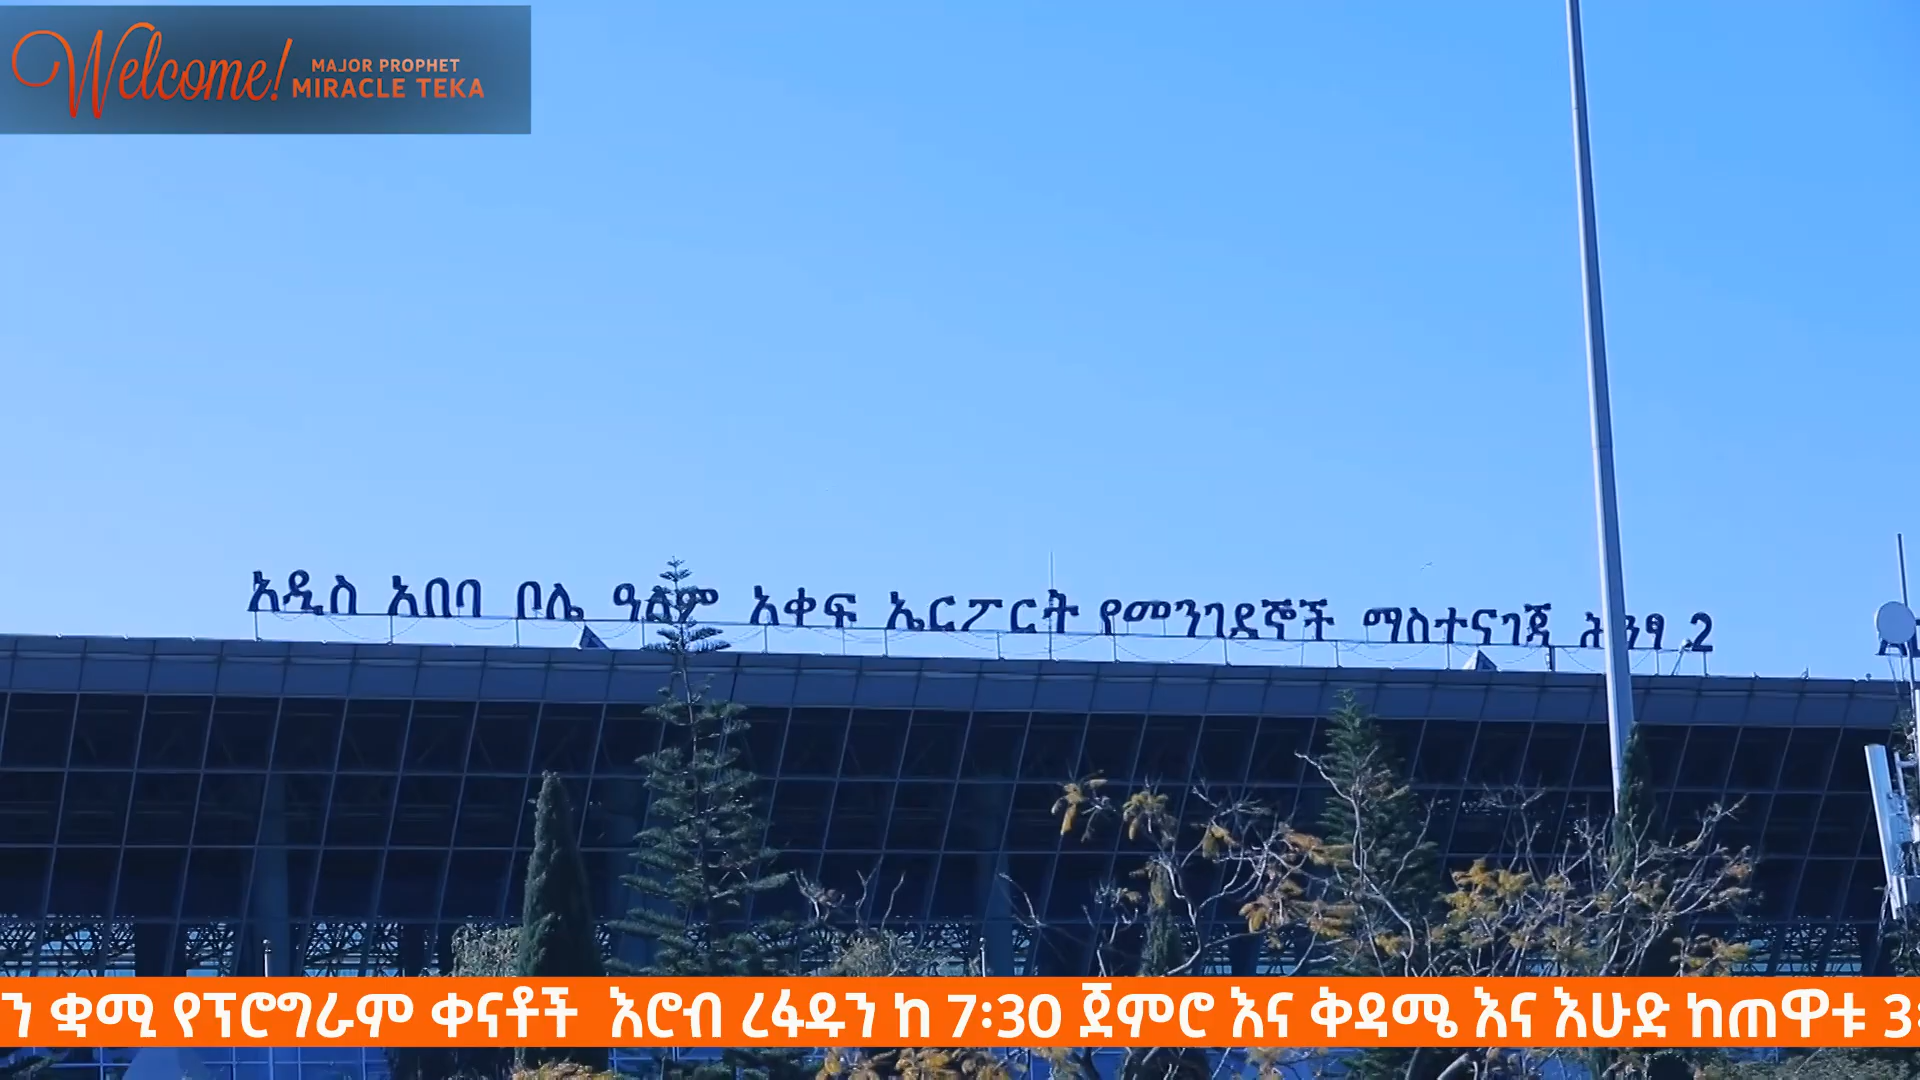 Welcome!
MAJOR PROPHET
MIRACLE TEKA
አዲስ አበባ ቦሌ ዓለም አቀፍ ኤርፖርት የመንገደኞች ማስተናገጃ ሕንፃ 2
ን ቋሚ የፕሮግራም ቀናቶች እሮብ ረፋዱን ከ 7፡30 ጀምሮ እና ቅዳሜ እና እሁድ ከጠዋቱ 3